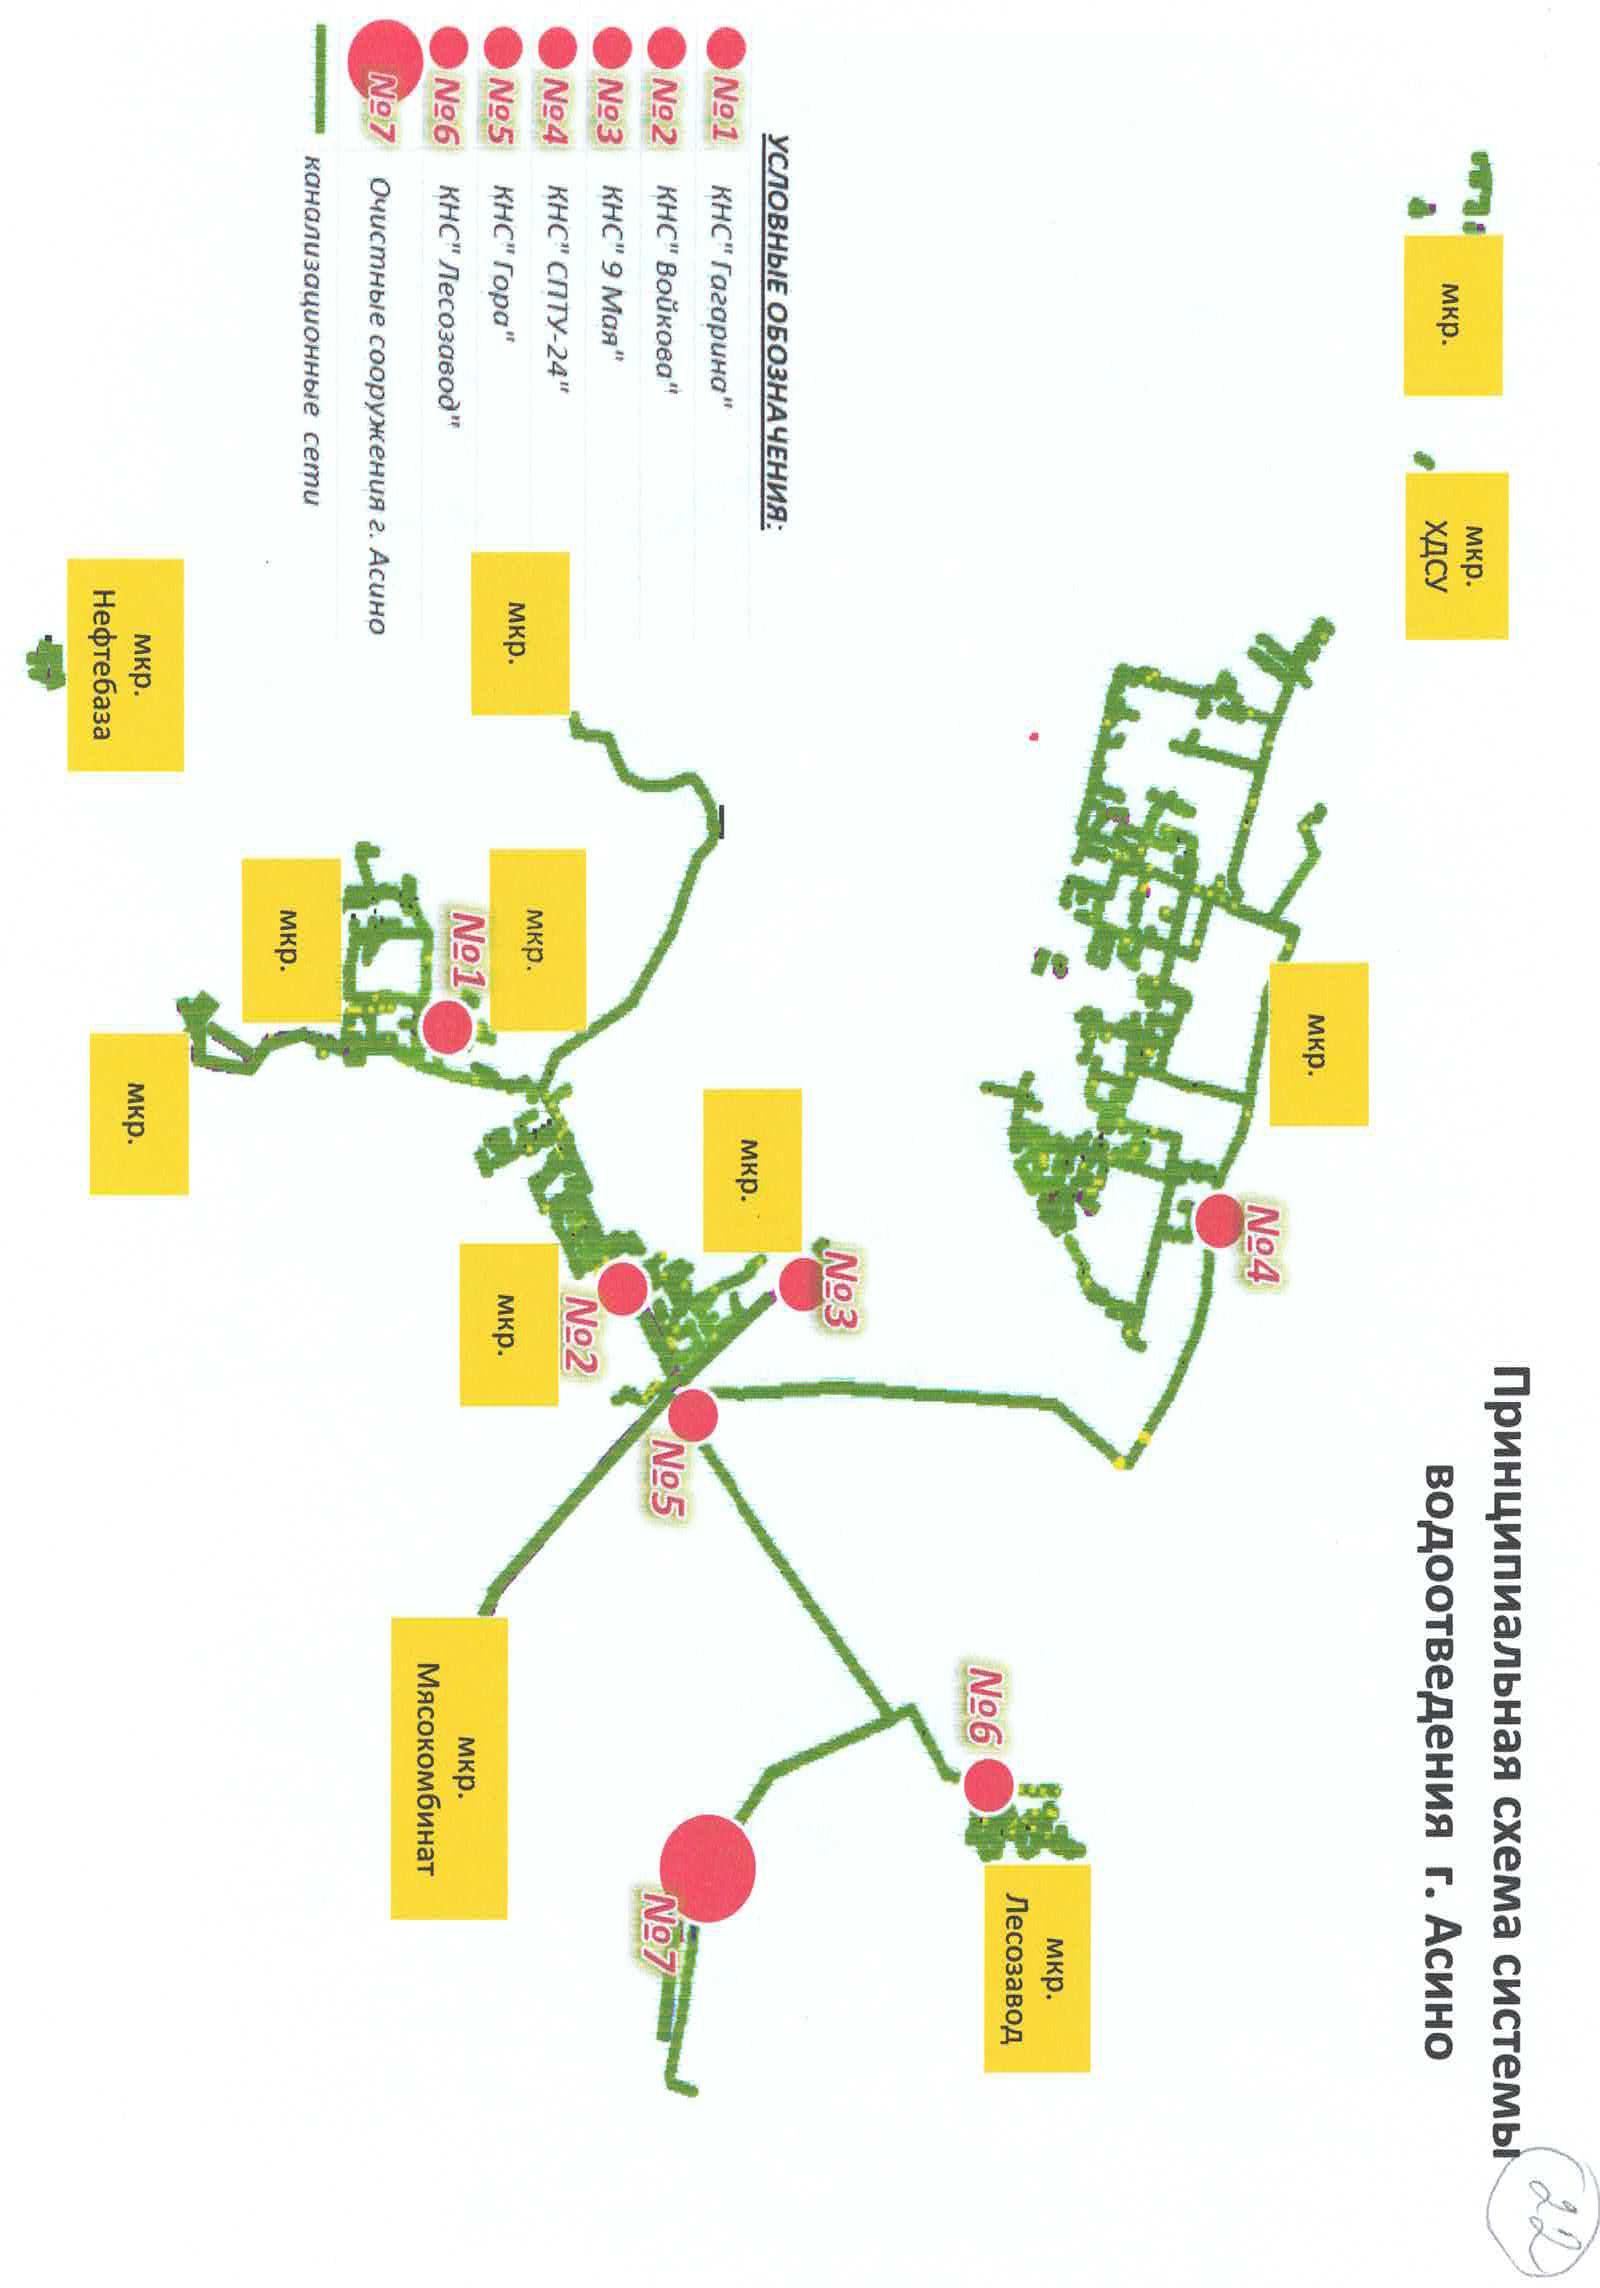 Принципиальная схема системы
водоотведения г. Асино
22
мкр.
мкр.
ХДСУ
мкр.
№4
мкр.
№3
мкр.
мкр.
№1
мкр.
мкр.
мкр.
Нефтебаза
№2
мкр.
№5
№6
мкр.
Лесозавод
№7
мкр.
Мясокомбинат
УСЛОВНЫЕ ОБОЗНАЧЕНИЯ:
№1 КНС" Гагарина"
№2 КНС" Войкова"
№3 КНС" 9 Мая"
№4 КНС" СПТУ-24"
№5 КНС" Гора"
№6 КНС" Лесозавод"
№7 Очистные сооружения г. Асино
канализационные сети